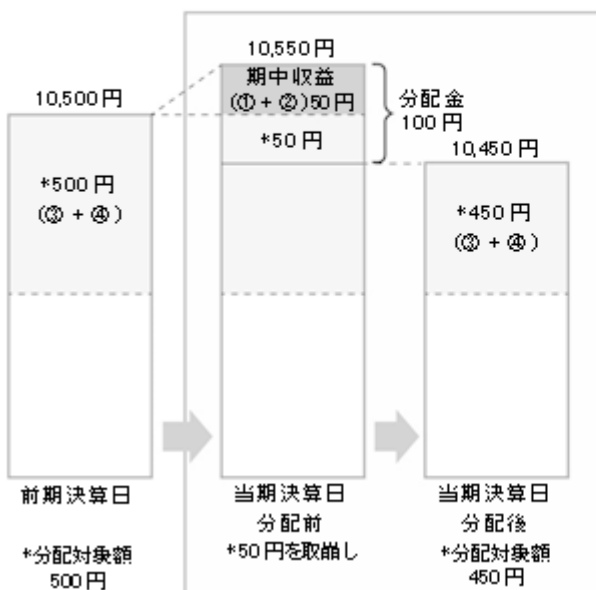 10,500円
*500円
(③+④)
前期決算日
*分配対象額
500円
10,550円
期中収益
(①+②)50円
*50円
分配金
100円
当期決算日
分配前
*50円を取崩し
10,450円
*450円
(③+④)
当期決算日
分配後
*分配対象額
450円